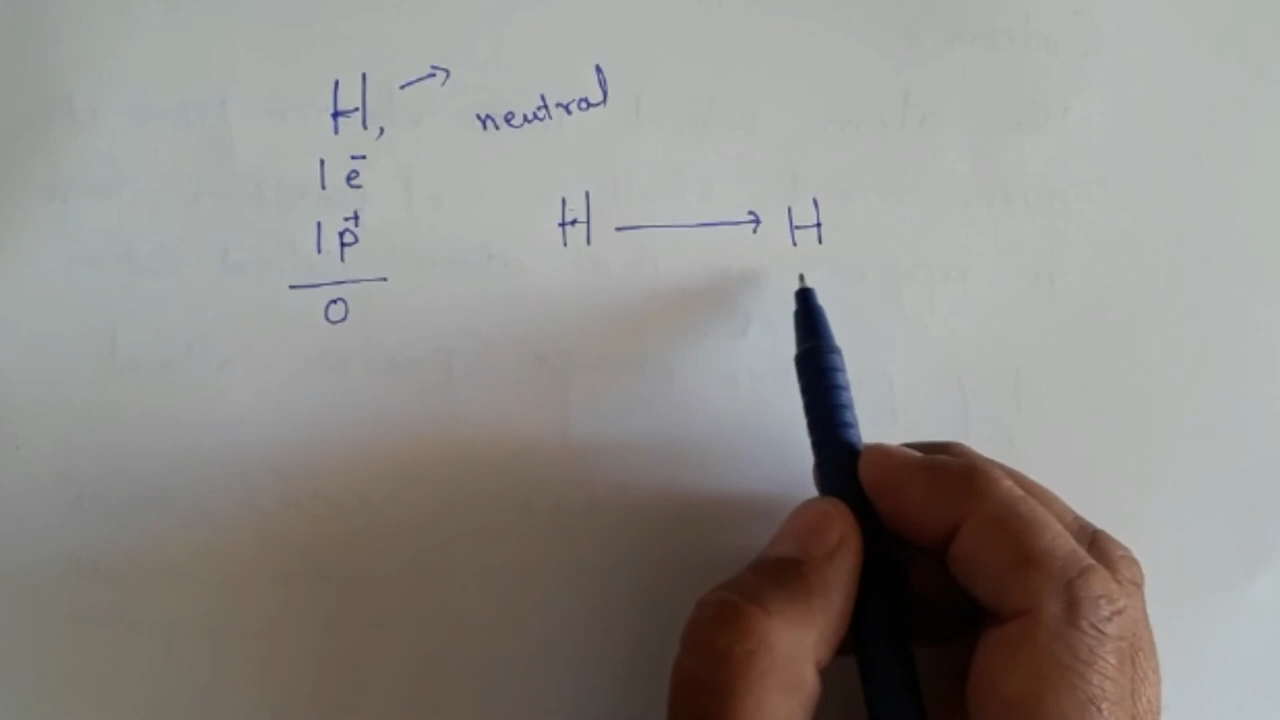 H, → neutral
1 e⁻
1 p⁺
0
H ⟶ H